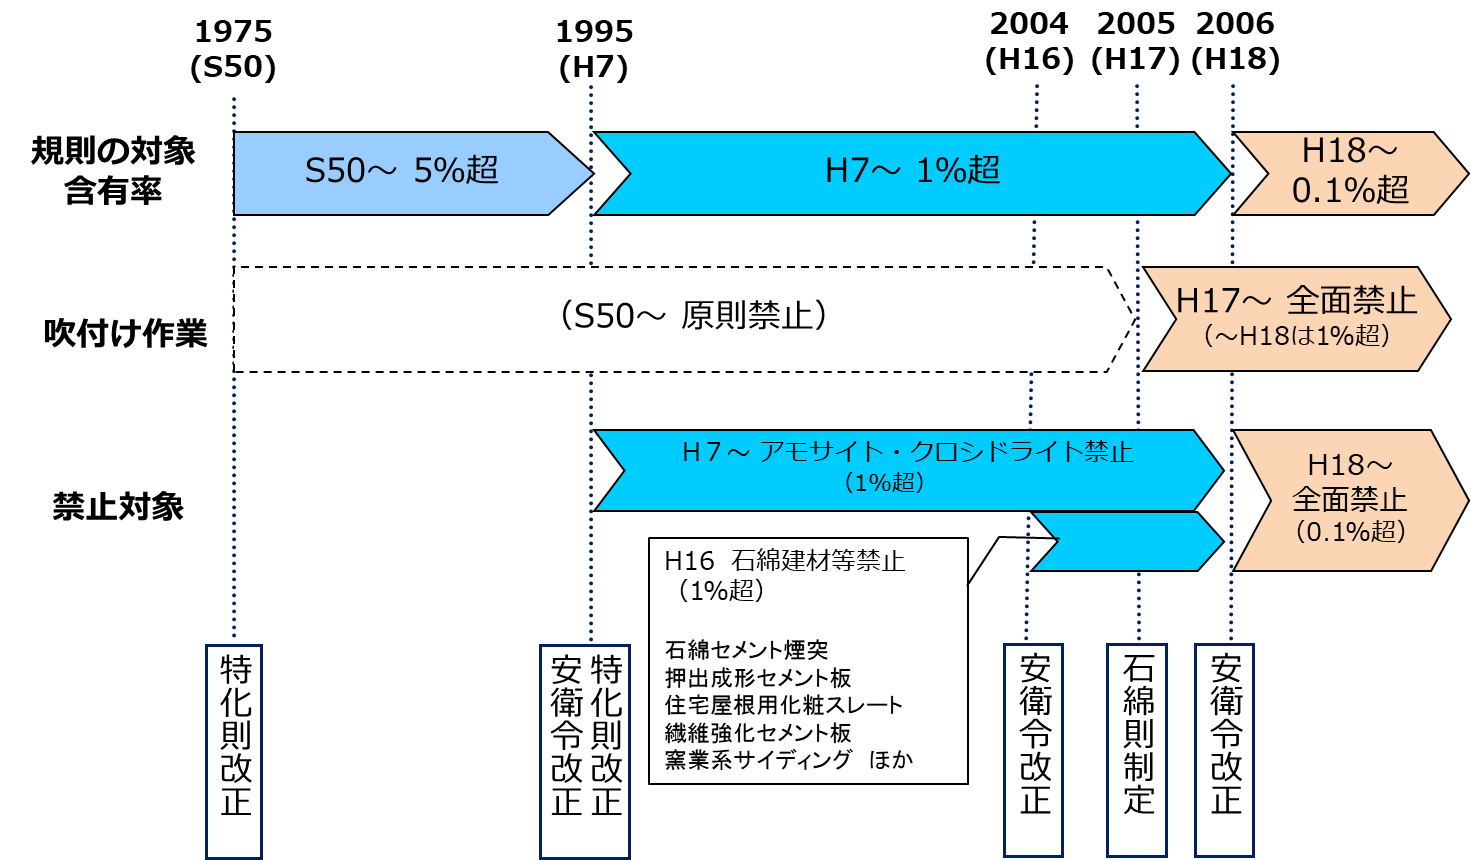 1975
(S50)
1995
(H7)
2004
(H16)
2005
(H17)
2006
(H18)
規則の対象
含有率
S50～ 5%超
H7～ 1%超
H18～
0.1%超
吹付け作業
（S50～ 原則禁止）
H17～ 全面禁止
（～H18は1%超）
禁止対象
H７～ アモサイト・クロシドライト禁止
（1%超）
H18～
全面禁止
（0.1%超）
H16 石綿建材等禁止
（1%超）
石綿セメント煙突
押出成形セメント板
住宅屋根用化粧スレート
繊維強化セメント板
窯業系サイディング　ほか
特化則改正
特化則改正
安衛令改正
安衛令改正
石綿則制定
安衛令改正